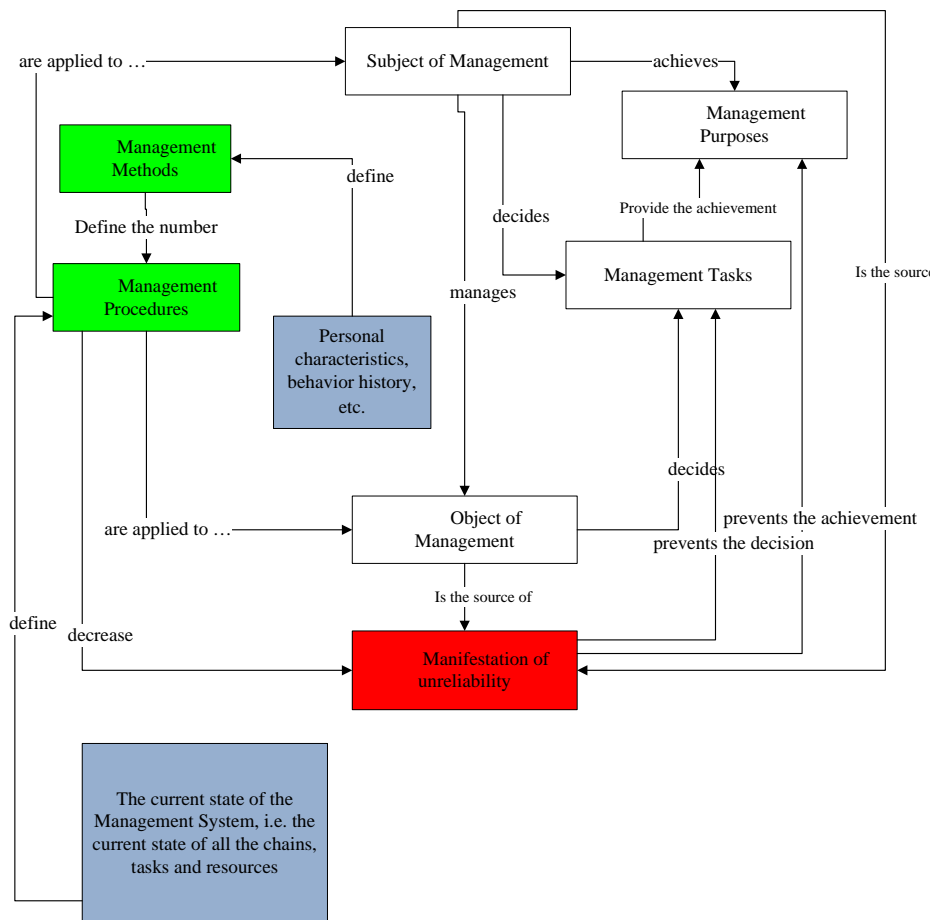 are applied to …
Subject of Management
achieves
Management
Purposes
Management
Methods
define
Define the number
decides
Provide the achievement
Management
Procedures
Management Tasks
Is the source
manages
Personal
characteristics,
behavior history,
etc.
decides
are applied to …
Object of
Management
prevents the achievement
prevents the decision
Is the source of
define
decrease
Manifestation of
unreliability
The current state of the
Management System, i.e. the
current state of all the chains,
tasks and resources